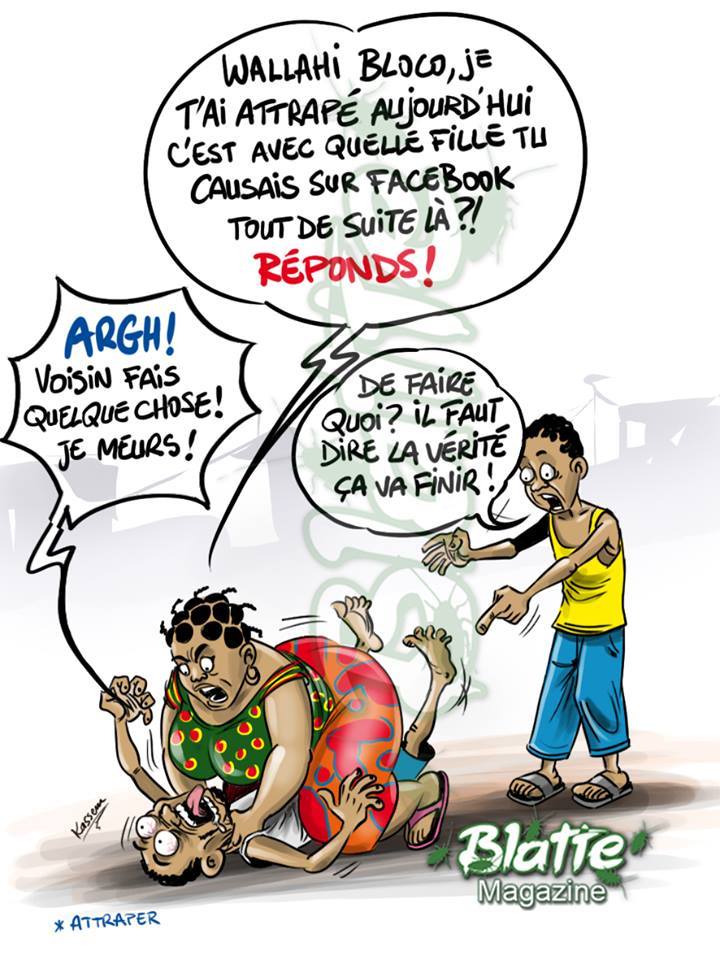 WALLAHI BLOCO, JE
T'AI ATTRAPÉ AUJOURD'HUI
C'EST AVEC QUELLE FILLE TU
CAUSAIS SUR FACEBOOK
TOUT DE SUITE LÀ ?!
RÉPONDS !
ARGH!
VOISIN FAIS
QUELQUE CHOSE !
JE MEURS !
DE FAIRE
QUOI ? IL FAUT
DIRE LA VÉRITÉ
ÇA VA FINIR !
Kassem
Blatte
Magazine
* ATTRAPER